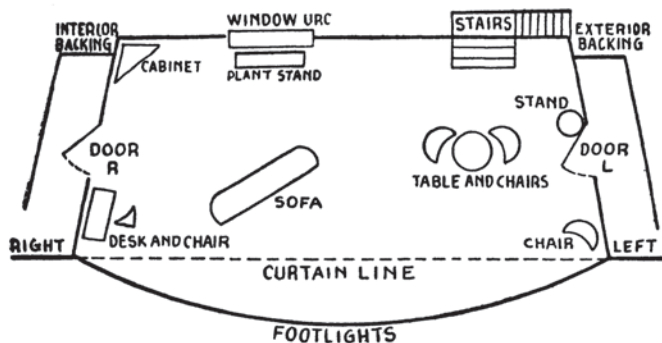 WINDOW URC
STAIRS
INTERIOR
BACKING
EXTERIOR
BACKING
CABINET
PLANT STAND
STAND
DOOR
R
DOOR
L
TABLE AND CHAIRS
SOFA
DESK AND CHAIR
CHAIR
RIGHT
LEFT
CURTAIN LINE
FOOTLIGHTS